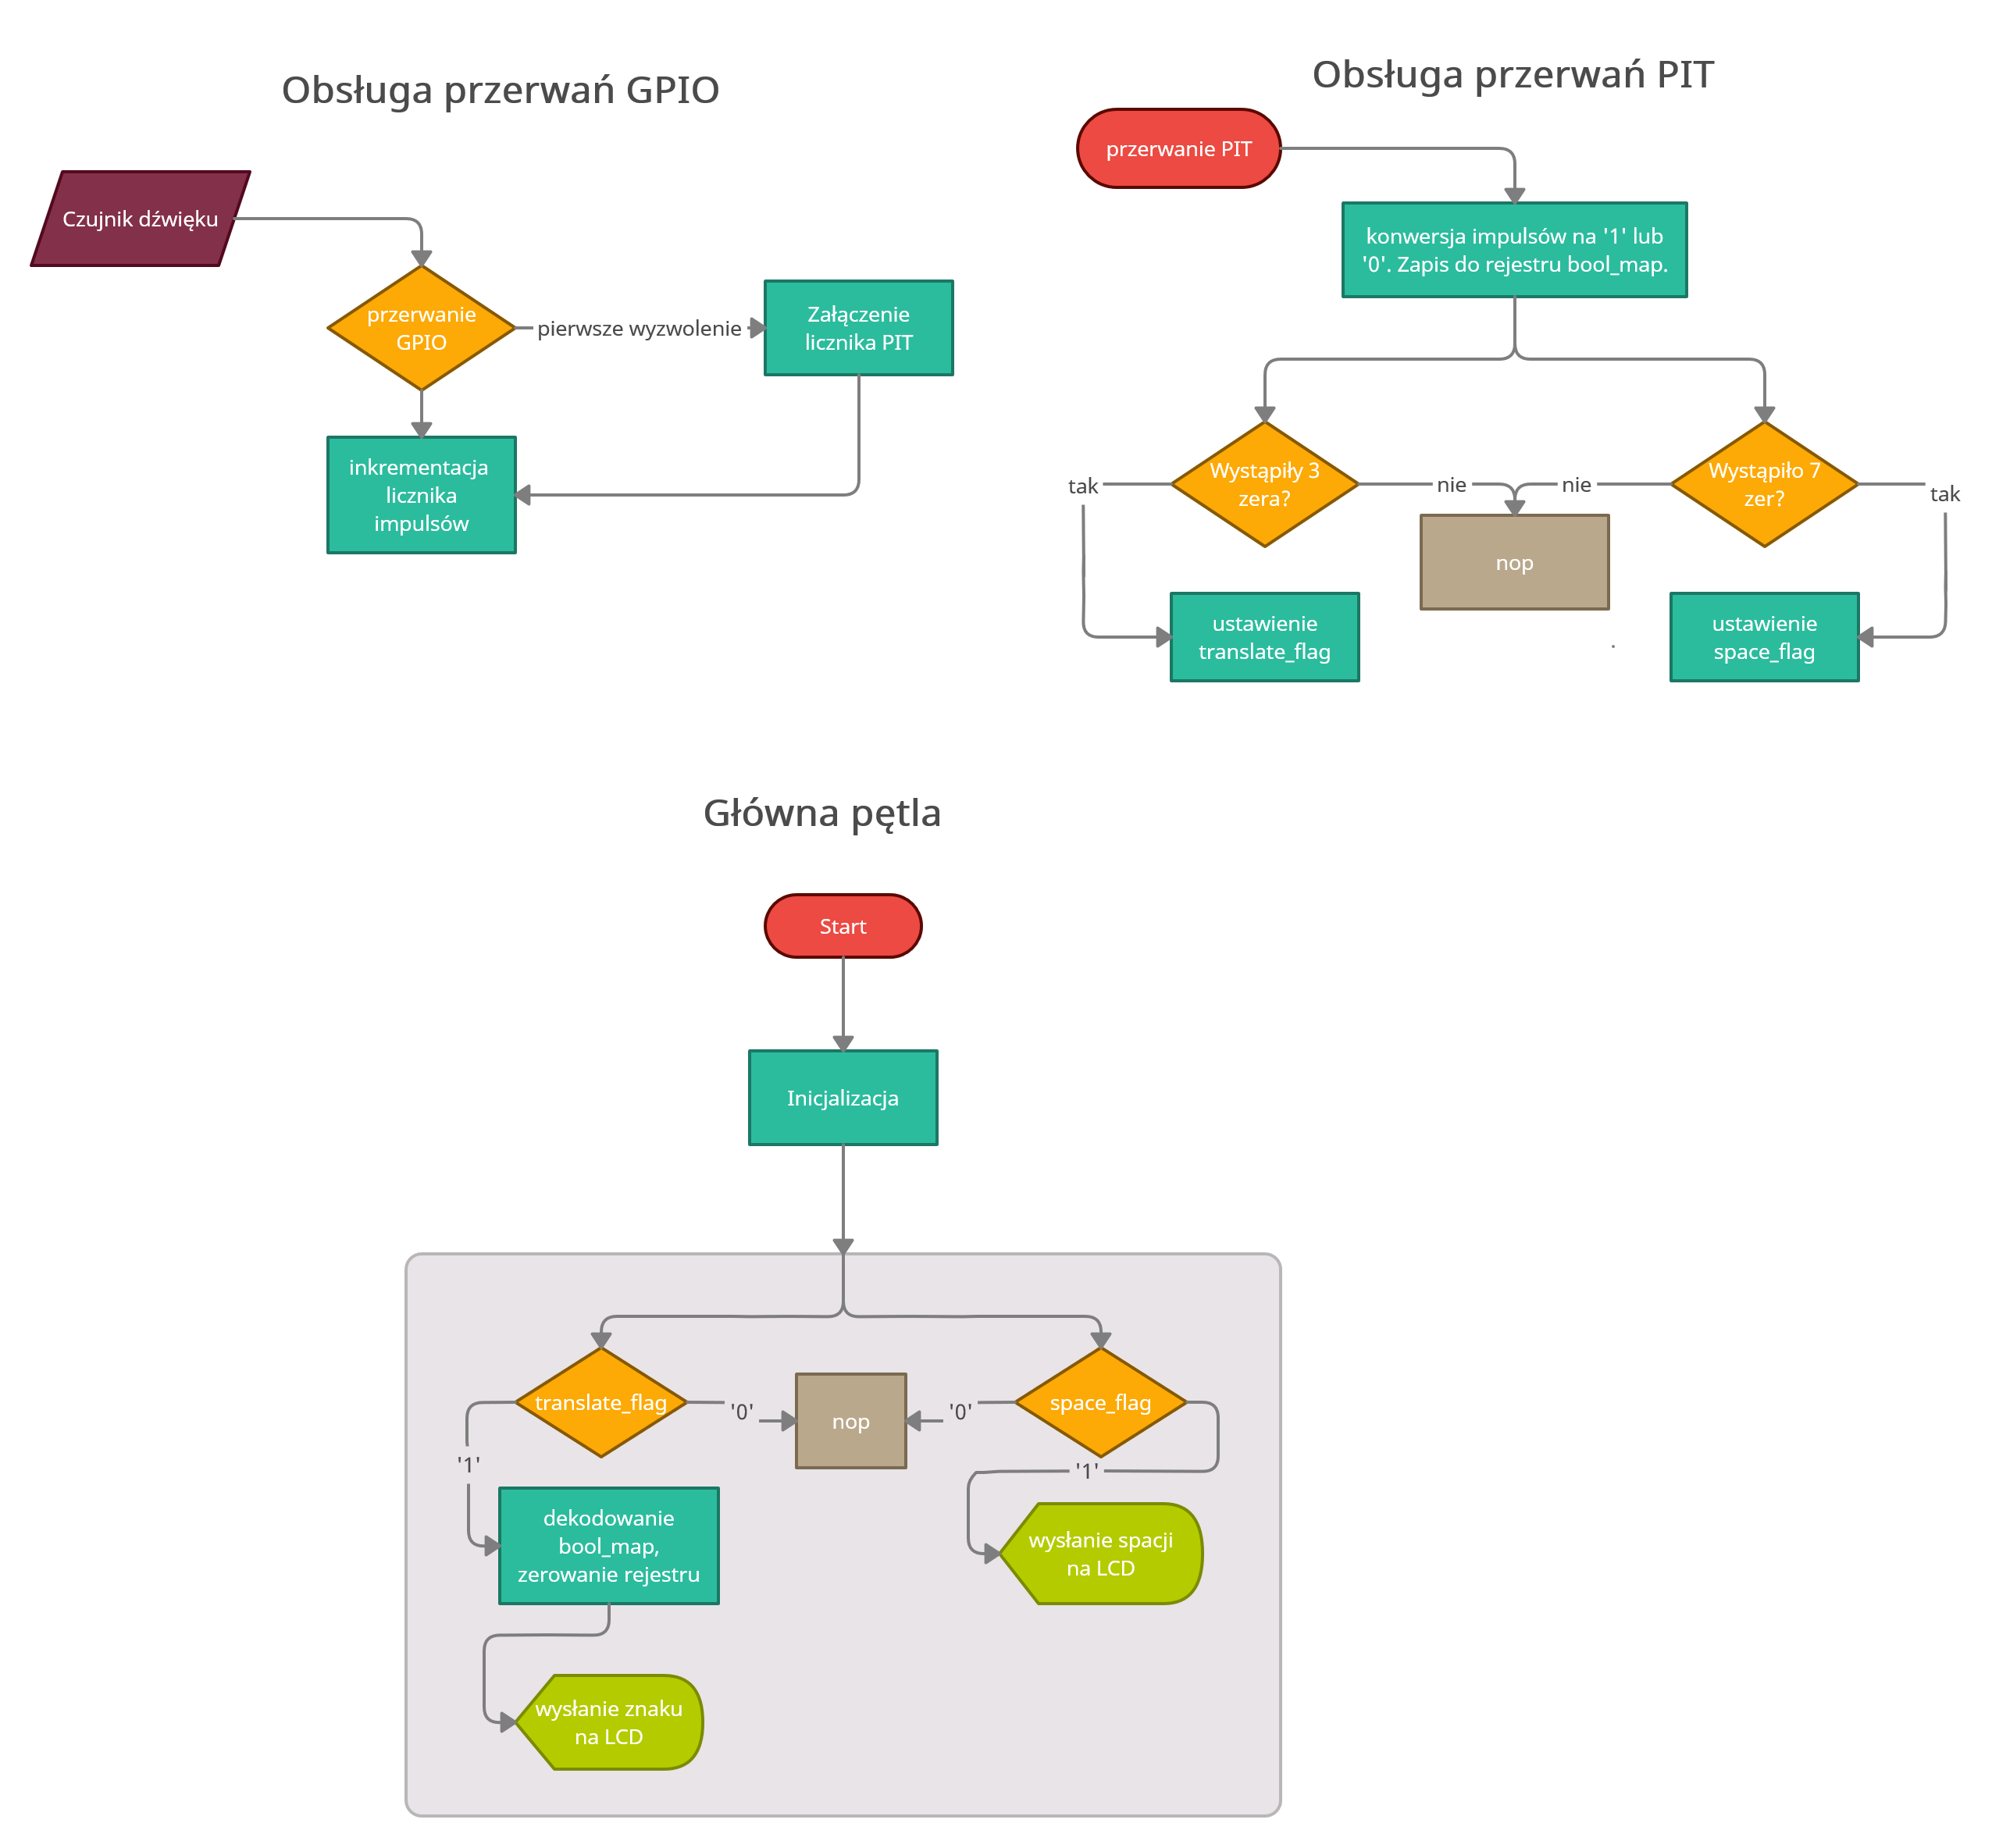 Obsługa przerwań GPIO
Czujnik dźwięku
przerwanie
GPIO
pierwsze wyzwolenie
Załączenie
licznika PIT
inkrementacja
licznika
impulsów
Obsługa przerwań PIT
przerwanie PIT
konwersja impulsów na '1' lub
'0'. Zapis do rejestru bool_map.
Wystąpiły 3
zera?
tak
nie
nie
Wystąpiło 7
zer?
tak
nop
ustawienie
translate_flag
.
ustawienie
space_flag
Główna pętla
Start
Inicjalizacja
translate_flag
'0'
nop
'0'
space_flag
'1'
'1'
dekodowanie
bool_map,
zerowanie rejestru
wysłanie spacji
na LCD
wysłanie znaku
na LCD